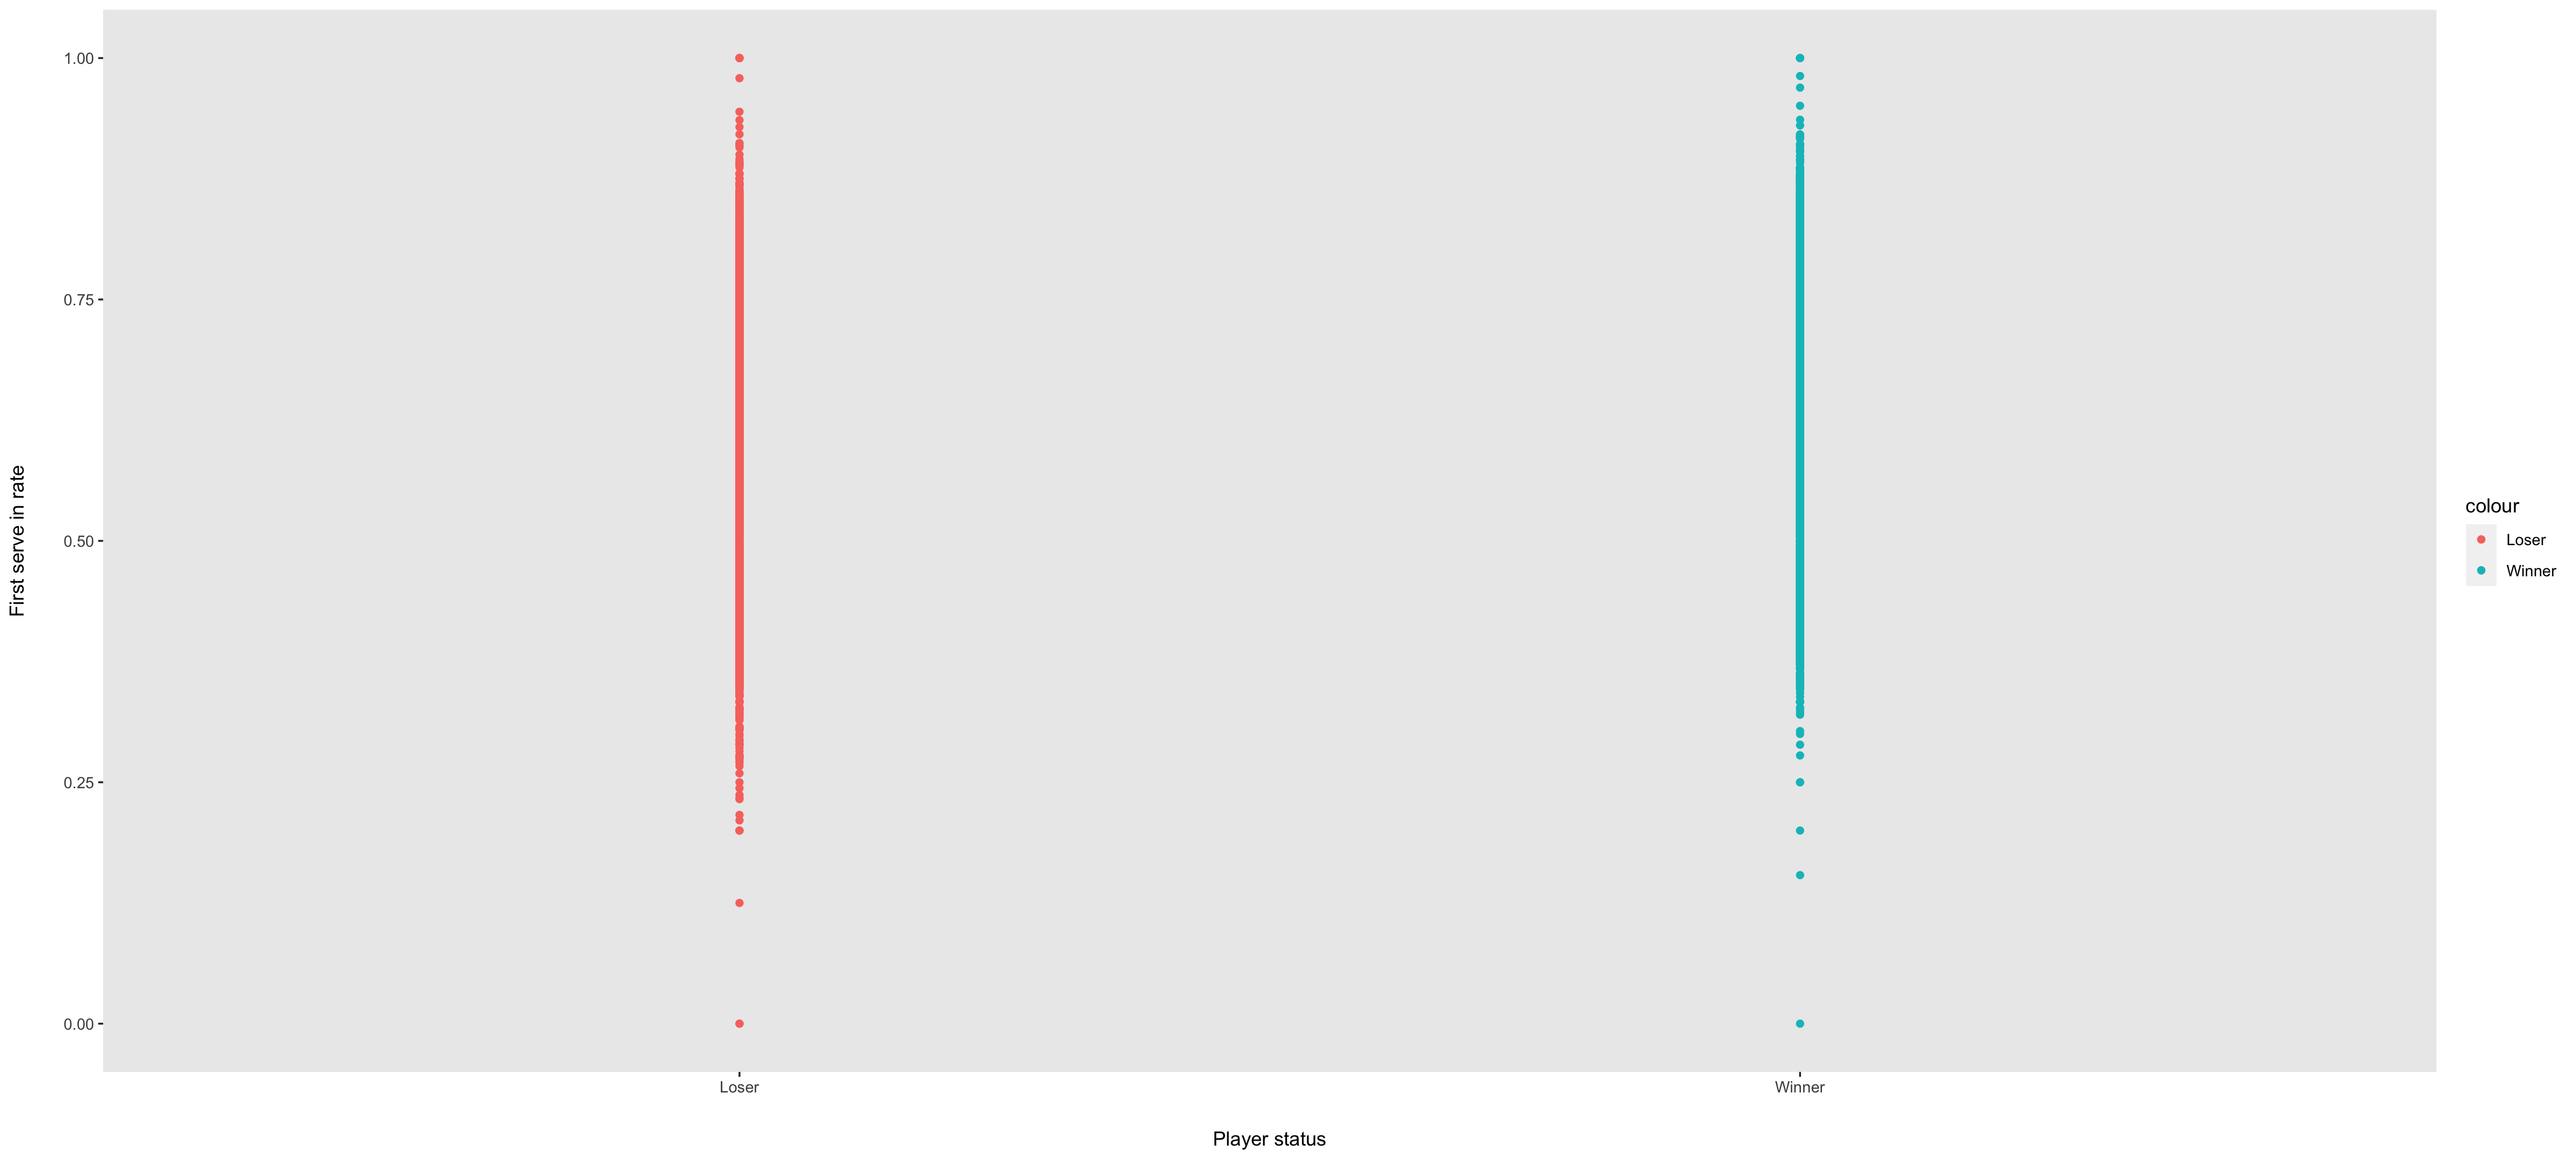 1.00
0.75
0.50
0.25
0.00
First serve in rate
Loser
Winner
Player status
colour
Loser
Winner